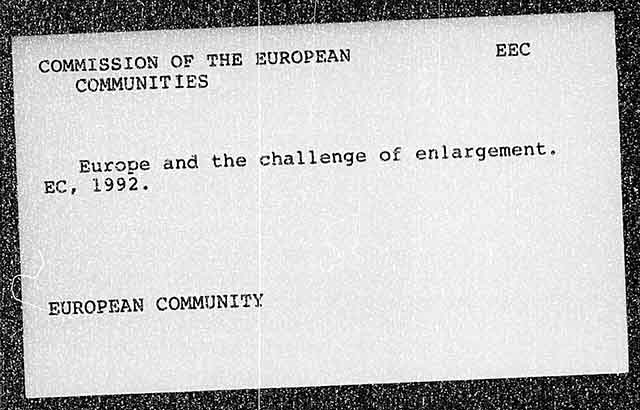 COMMISSION OF THE EUROPEAN EEC
COMMUNITIES
Europe and the challenge of enlargement.
EC, 1992.
EUROPEAN COMMUNITY